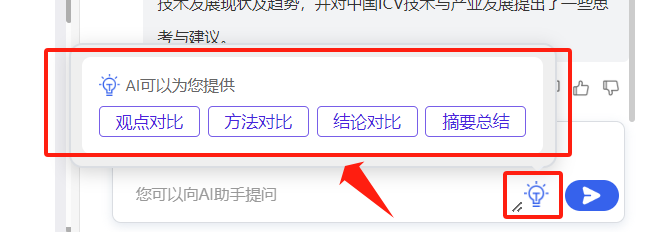 技术发展现状及趋势，并对中国ICV技术与产业发展提出了一些思
考与建议。
AI可以为您提供
观点对比 方法对比 结论对比 摘要总结
您可以向AI助手提问